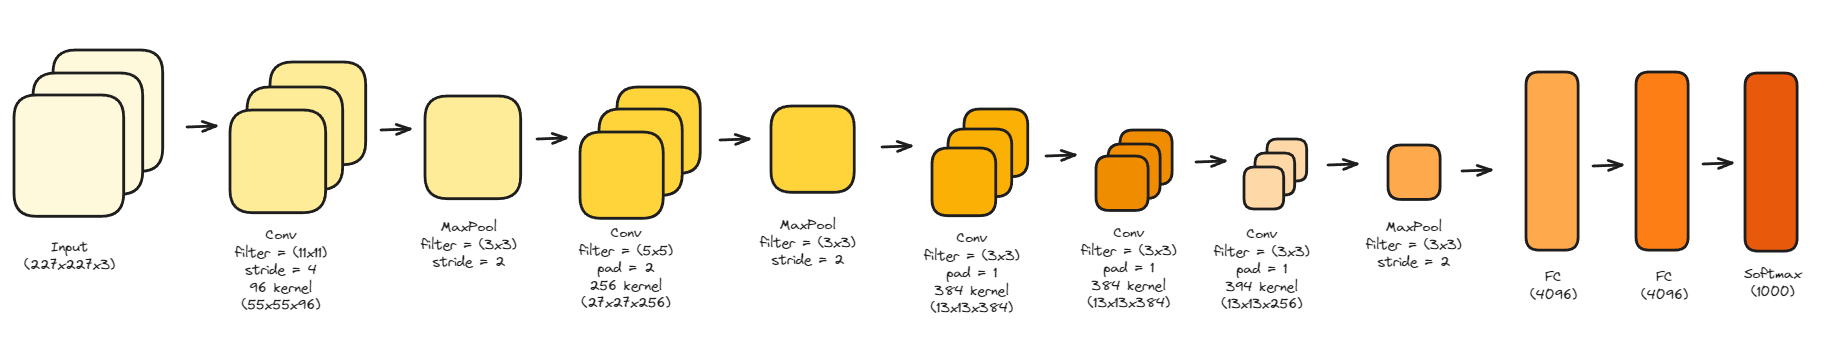 Input
(227x227x3)
Conv
filter = (11x11)
stride = 4
96 kernel
(55x55x96)
MaxPool
filter = (3x3)
stride = 2
Conv
filter = (5x5)
pad = 2
256 kernel
(27x27x256)
MaxPool
filter = (3x3)
stride = 2
Conv
filter = (3x3)
pad = 1
384 kernel
(13x13x384)
Conv
filter = (3x3)
pad = 1
384 kernel
(13x13x384)
Conv
filter = (3x3)
pad = 1
394 kernel
(13x13x256)
MaxPool
filter = (3x3)
stride = 2
FC
(4096)
FC
(4096)
Softmax
(1000)